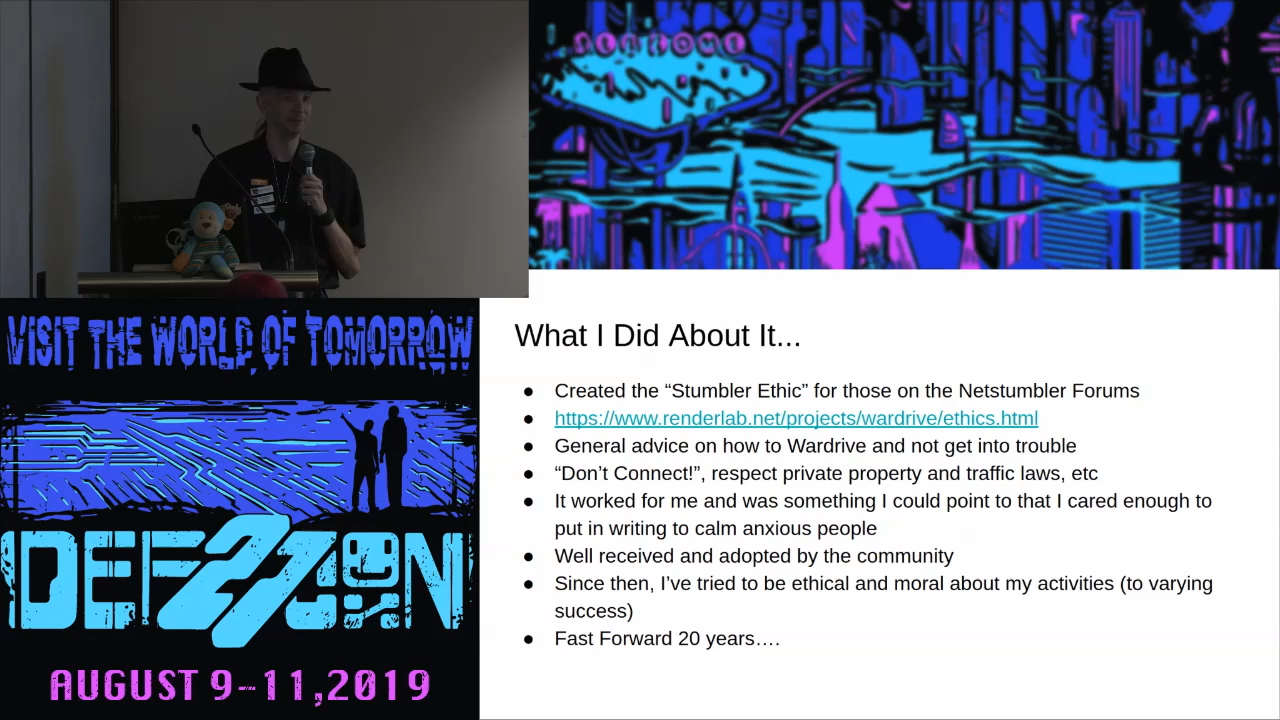 WELCOME
VISIT THE WORLD OF TOMORROW
DEF27CON
AUGUST 9-11,2019
What I Did About It...
● Created the “Stumbler Ethic” for those on the Netstumbler Forums
● https://www.renderlab.net/projects/wardrive/ethics.html
● General advice on how to Wardrive and not get into trouble
● “Don’t Connect!”, respect private property and traffic laws, etc
● It worked for me and was something I could point to that I cared enough to
put in writing to calm anxious people
● Well received and adopted by the community
● Since then, I’ve tried to be ethical and moral about my activities (to varying
success)
● Fast Forward 20 years….